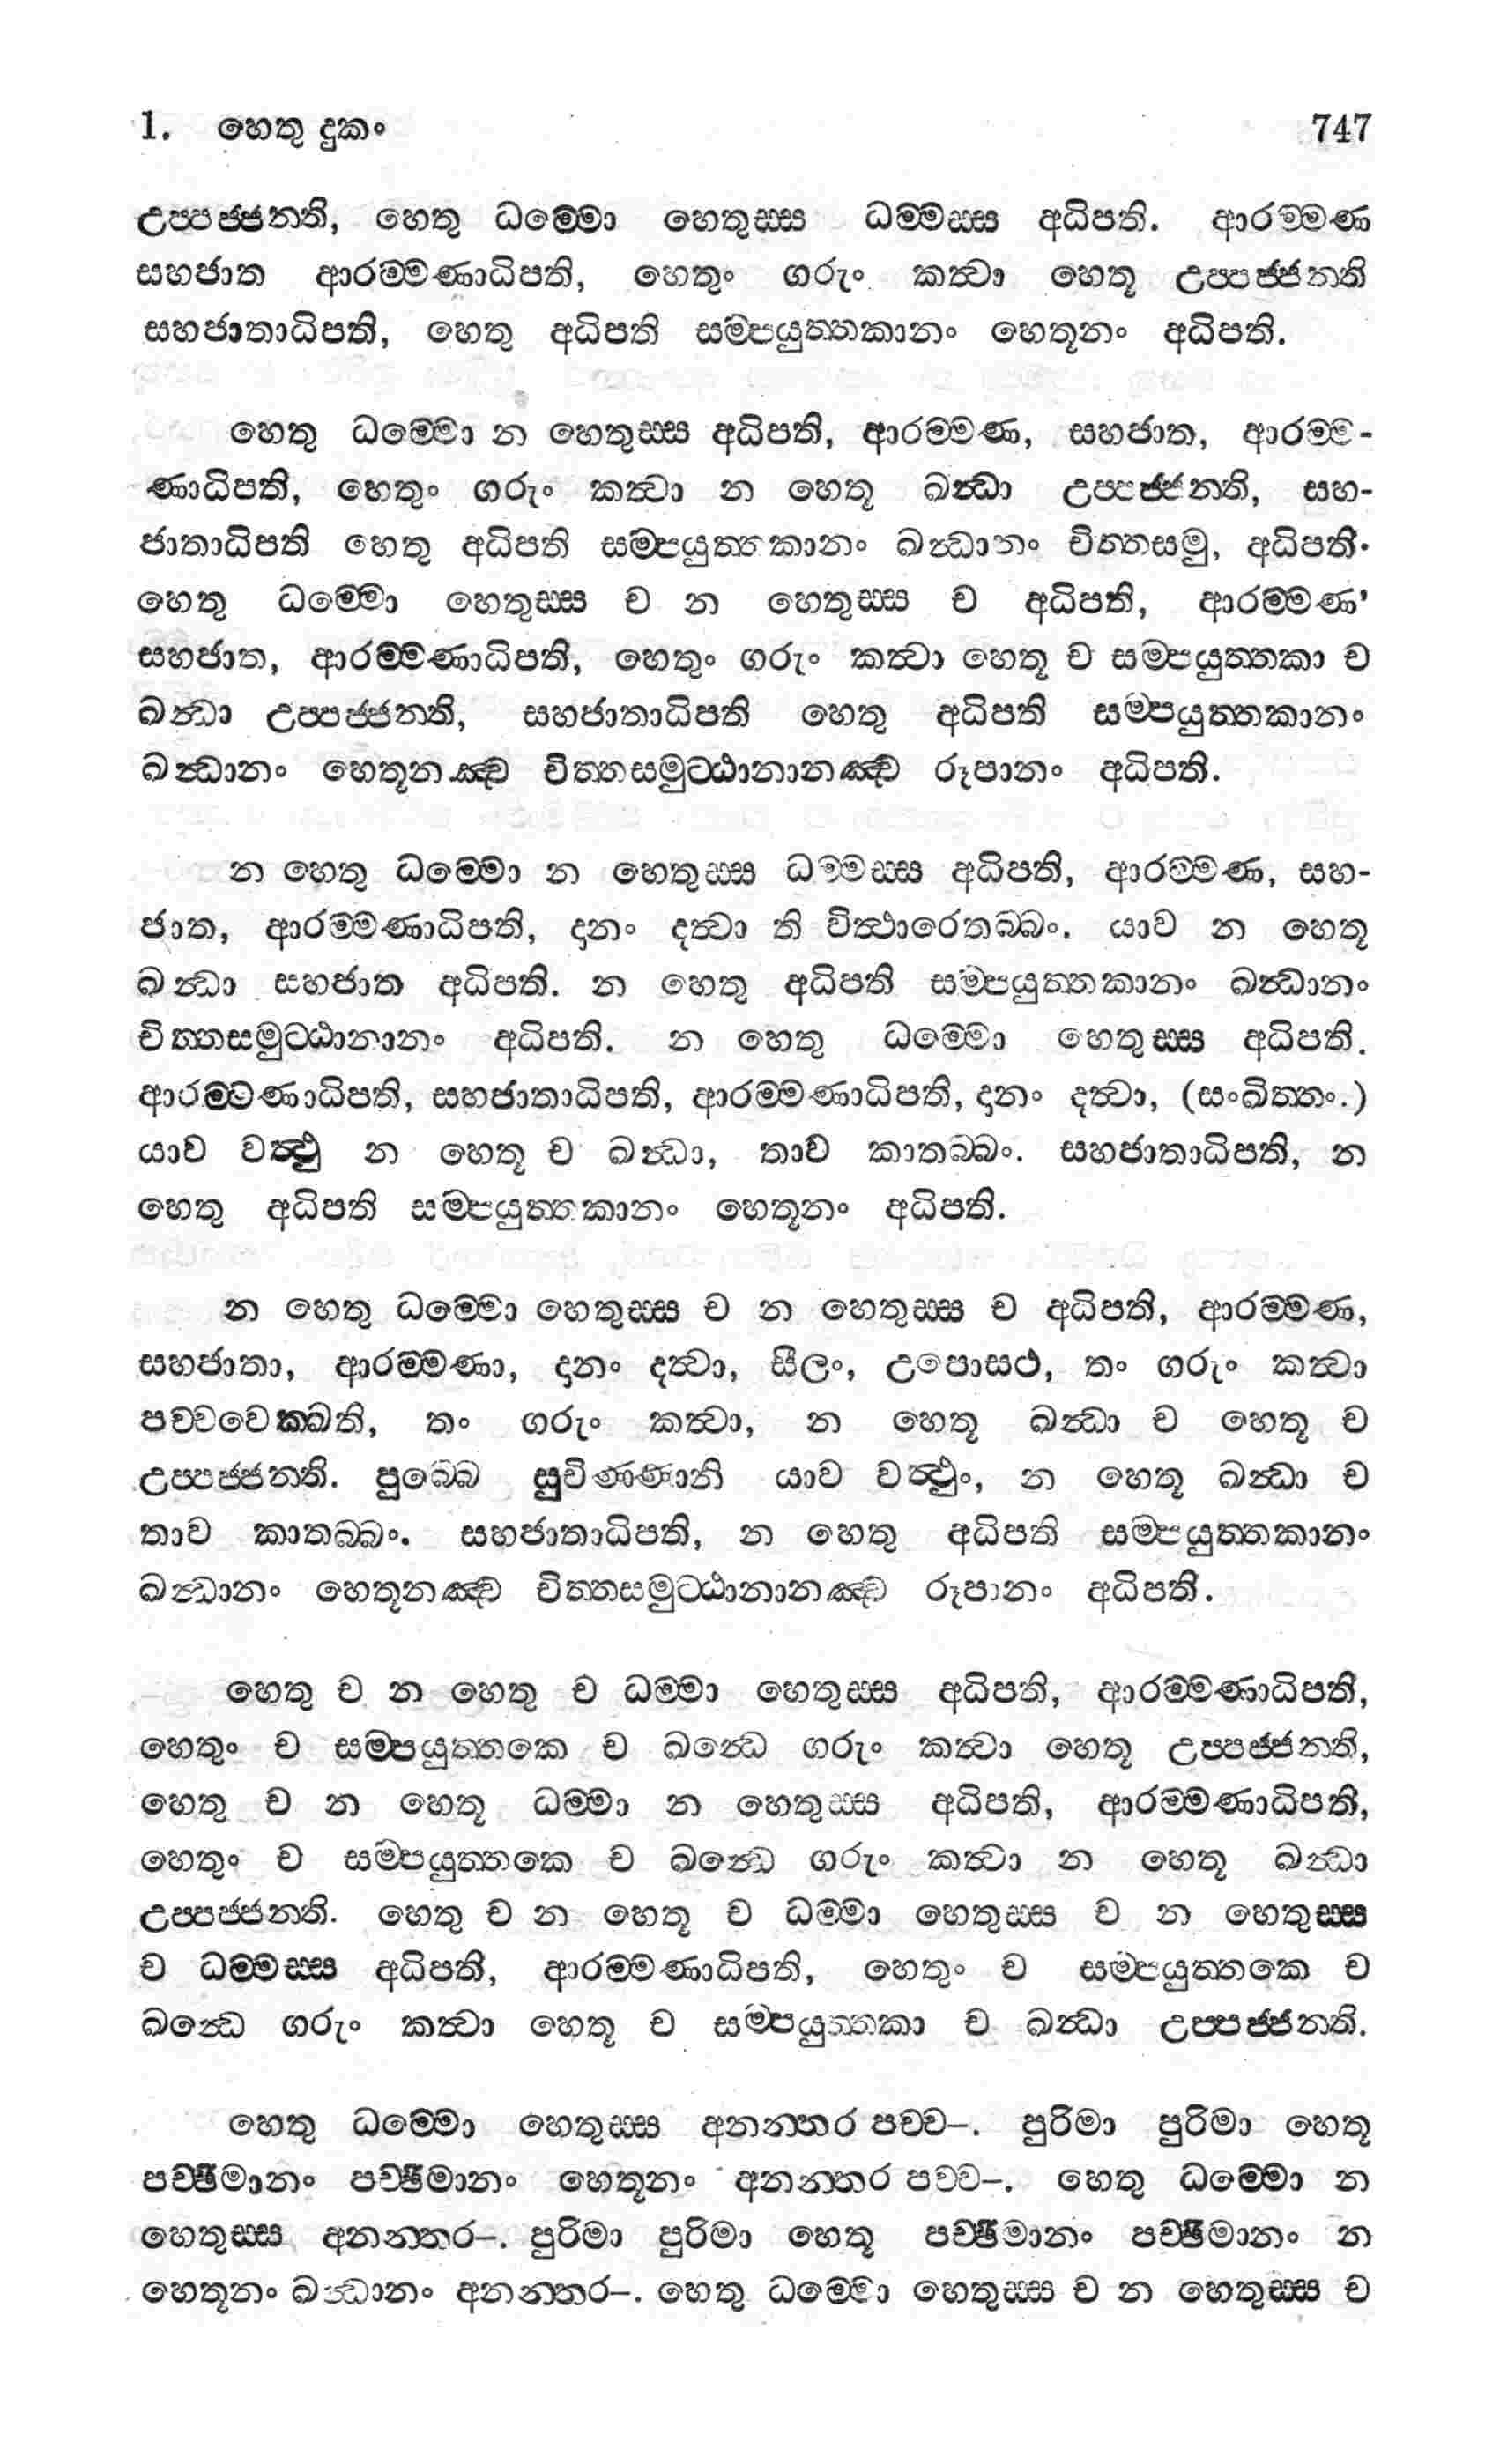 1. හෙතු දුකං 747
උප්පජ්ජන්ති, හෙතු ධම්මො හෙතුස්ස ධම්මස්ස අධිපති. ආරම්මණ
සහජාත ආරම්මණාධිපති, හෙතුං ගරුං කත්වා හෙතූ උප්පජ්ජන්ති
සහජාතාධිපති, හෙතු අධිපති සම්පයුත්තකානං හෙතූනං අධිපති.
හෙතු ධම්මො න හෙතුස්ස අධිපති, ආරම්මණ, සහජාත, ආරම්ම-
ණාධිපති, හෙතුං ගරුං කත්වා න හෙතූ ඛන්ධා උප්පජ්ජන්ති, සහ-
ජාතාධිපති හෙතු අධිපති සම්පයුත්තකානං ඛන්ධානං චිත්තසමු, අධිපති.
හෙතු ධම්මො හෙතුස්ස ච න හෙතුස්ස ච අධිපති, ආරම්මණ'
සහජාත, ආරම්මණාධිපති, හෙතුං ගරුං කත්වා හෙතූ ච සම්පයුත්තකා ච
ඛන්ධා උප්පජ්ජන්ති, සහජාතාධිපති හෙතු අධිපති සම්පයුත්තකානං
ඛන්ධානං හෙතූනඤ්ච චිත්තසමුට්ඨානානඤ්ච රූපානං අධිපති.
න හෙතු ධම්මො න හෙතුස්ස ධම්මස්ස අධිපති, ආරම්මණ, සහ-
ජාත, ආරම්මණාධිපති, දානං දත්වා ති විත්ථාරෙතබ්බං. යාව න හෙතූ
ඛන්ධා සහජාත අධිපති. න හෙතු අධිපති සම්පයුත්තකානං ඛන්ධානං
චිත්තසමුට්ඨානානං අධිපති. න හෙතු ධම්මො හෙතුස්ස අධිපති.
ආරම්මණාධිපති, සහජාතාධිපති, ආරම්මණාධිපති, දානං දත්වා, (සංඛිත්තං.)
යාව වත්ථු න හෙතූ ච ඛන්ධා, තාව කාතබ්බං. සහජාතාධිපති, න
හෙතු අධිපති සම්පයුත්තකානං හෙතූනං අධිපති.
න හෙතු ධම්මො හෙතුස්ස ච න හෙතුස්ස ච අධිපති, ආරම්මණ,
සහජාතා, ආරම්මණා, දානං දත්වා, සීලං, උපොසථ, තං ගරුං කත්වා
පච්චවෙක්ඛති, තං ගරුං කත්වා, න හෙතූ ඛන්ධා ච හෙතූ ච
උප්පජ්ජන්ති. පුබ්බෙ සුචිණ්ණානි යාව වත්ථුං, න හෙතූ ඛන්ධා ච
තාව කාතබ්බං. සහජාතාධිපති, න හෙතු අධිපති සම්පයුත්තකානං
ඛන්ධානං හෙතූනඤ්ච චිත්තසමුට්ඨානානඤ්ච රූපානං අධිපති.
හෙතු ච න හෙතු ච ධම්මා හෙතුස්ස අධිපති, ආරම්මණාධිපති,
හෙතුං ච සම්පයුත්තකෙ ච ඛන්ධෙ ගරුං කත්වා හෙතූ උප්පජ්ජන්ති,
හෙතු ච න හෙතූ ධම්මා න හෙතුස්ස අධිපති, ආරම්මණාධිපති,
හෙතුං ච සම්පයුත්තකෙ ච ඛන්ධෙ ගරුං කත්වා න හෙතූ ඛන්ධා
උප්පජ්ජන්ති. හෙතු ච න හෙතූ ච ධම්මා හෙතුස්ස ච න හෙතුස්ස
ච ධම්මස්ස අධිපති, ආරම්මණාධිපති, හෙතුං ච සම්පයුත්තකෙ ච
ඛන්ධෙ ගරුං කත්වා හෙතූ ච සම්පයුත්තකා ච ඛන්ධා උප්පජ්ජන්ති.
හෙතු ධම්මො හෙතුස්ස අනන්තර පච්ච–. පුරිමා පුරිමා හෙතූ
පච්ඡිමානං පච්ඡිමානං හෙතූනං අනන්තර පච්ච–. හෙතු ධම්මො න
හෙතුස්ස අනන්තර–. පුරිමා පුරිමා හෙතූ පච්ඡිමානං පච්ඡිමානං න
හෙතූනං ඛන්ධානං අනන්තර–. හෙතු ධම්මො හෙතුස්ස ච න හෙතුස්ස ච